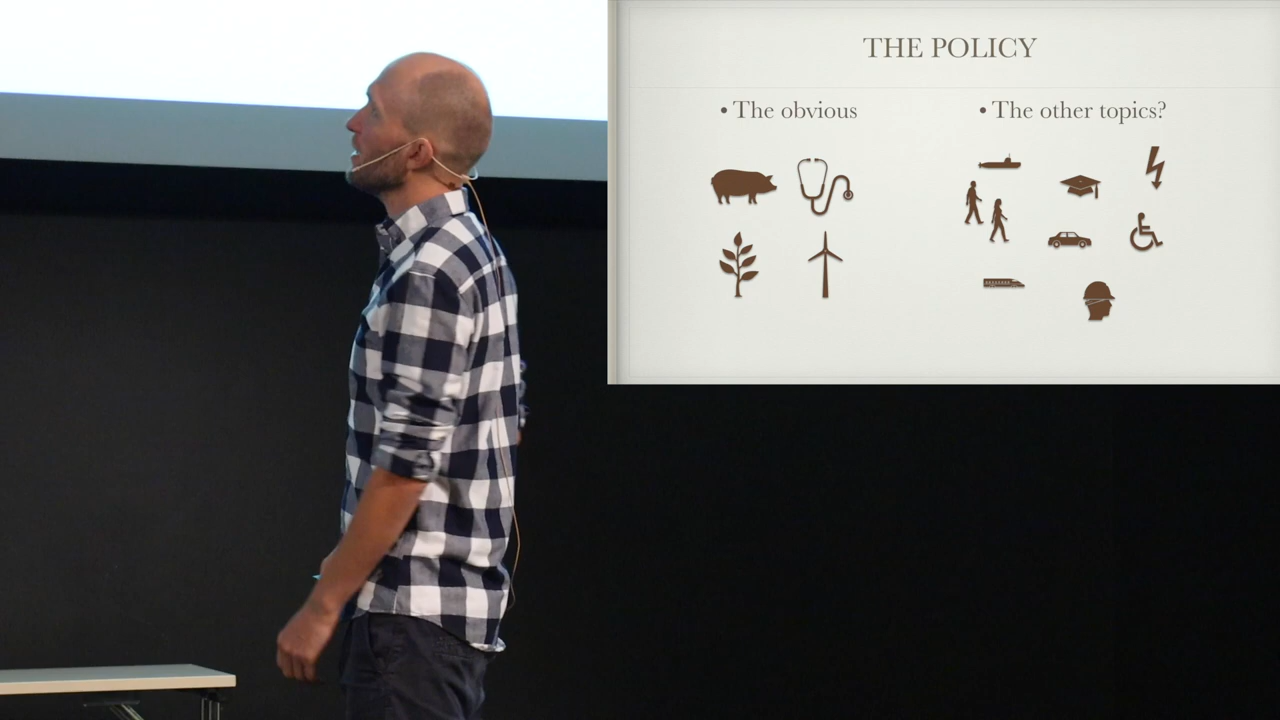 THE POLICY
• The obvious
• The other topics?